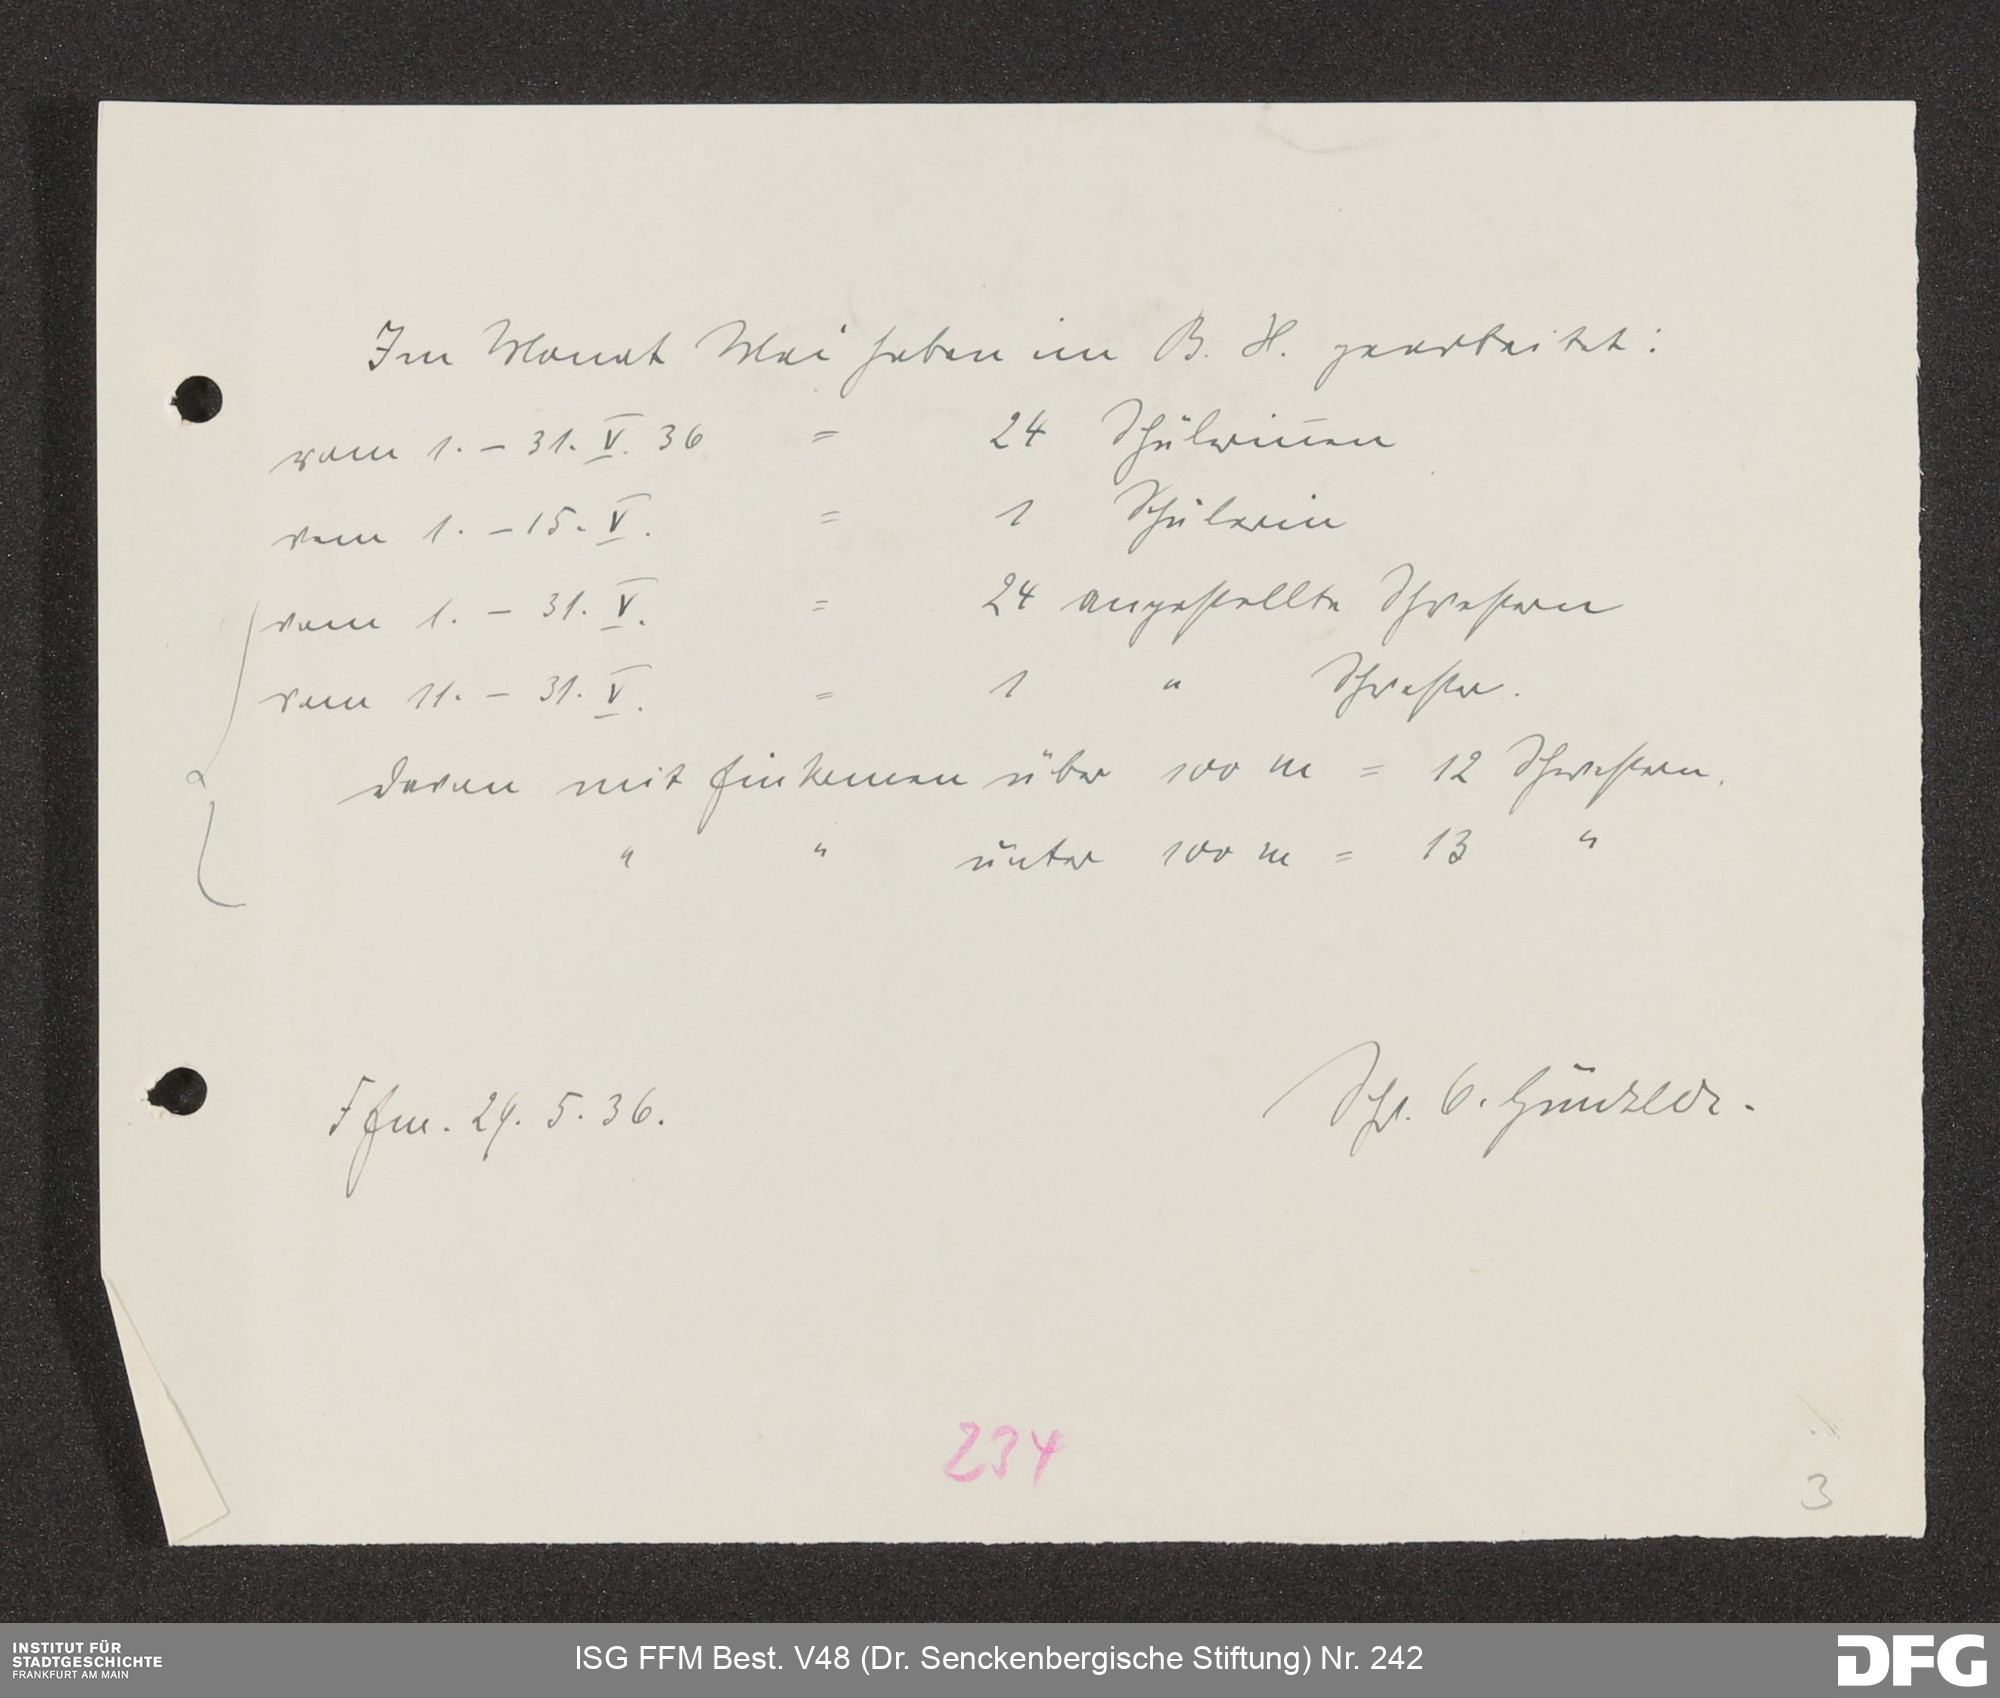 Im Monat Mai haben im B. H. gearbeitet:
vom 1. – 31. V. 36 = 24 Schülerinnen
vom 1. – 15. V. = 1 Schülerin
vom 1. – 31. V. = 24 angestellte Schwestern
vom 11. – 31. V. = 1 " Schwester.
davon mit Einkommen über 100 m = 12 Schwestern.
" " unter 100 m = 13 "
Ffm. 29. 5. 36.
Schw.
234
3
INSTITUT FÜR
STADTGESCHICHTE
FRANKFURT AM MAIN
ISG FFM Best. V48 (Dr. Senckenbergische Stiftung) Nr. 242
DFG